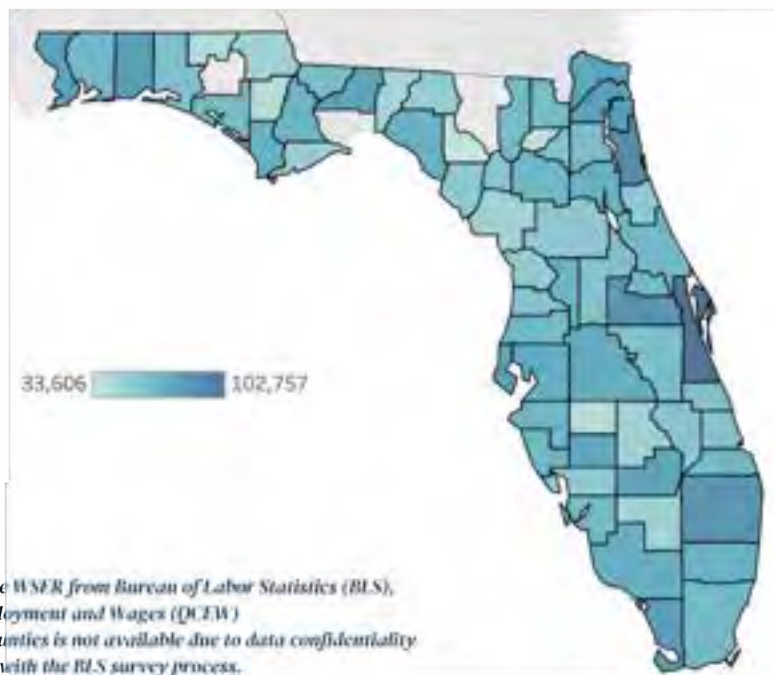 33,606 102,757
e WSER from Bureau of Labor Statistics (BLS),
loyment and Wages (QCEW)
unties is not available due to data confidentiality
with the BLS survey process.